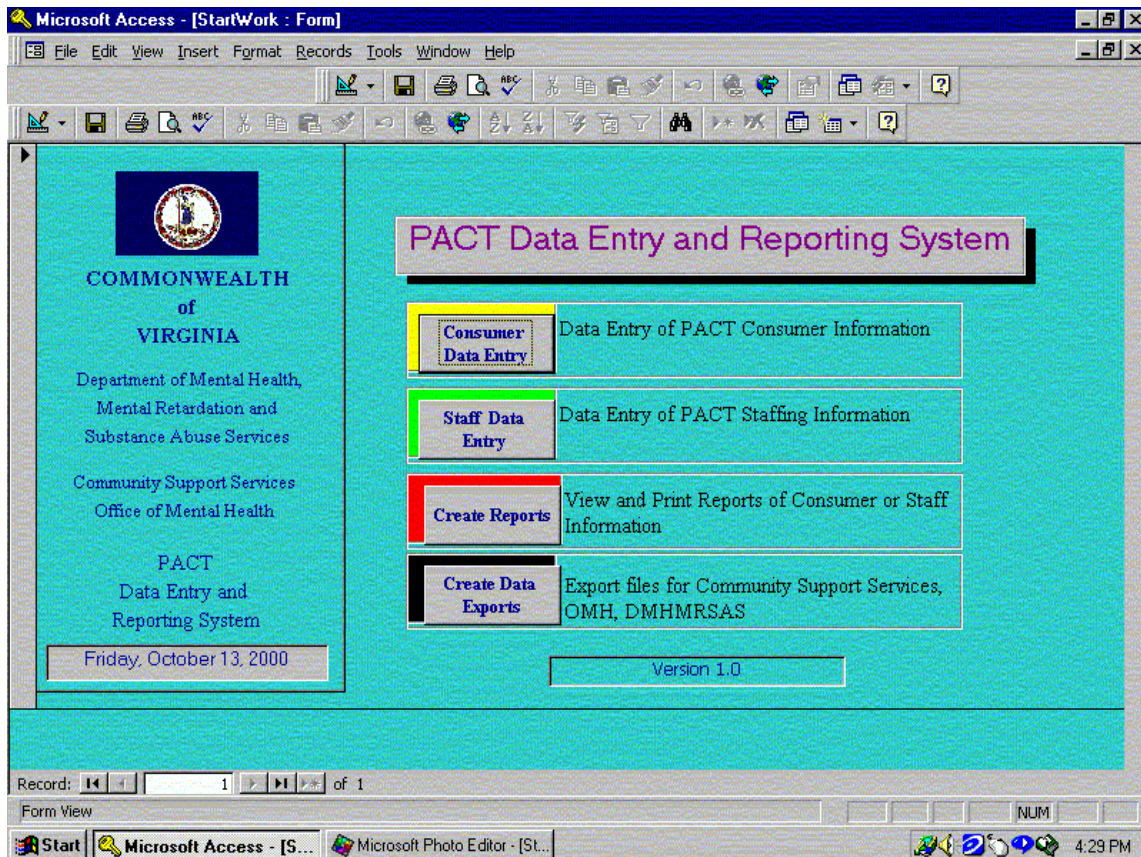 Microsoft Access - [StartWork : Form]
File Edit View Insert Format Records Tools Window Help
COMMONWEALTH
of
VIRGINIA
Department of Mental Health,
Mental Retardation and
Substance Abuse Services
Community Support Services
Office of Mental Health
PACT
Data Entry and
Reporting System
Friday, October 13, 2000
PACT Data Entry and Reporting System
Consumer
Data Entry
Data Entry of PACT Consumer Information
Staff Data
Entry
Data Entry of PACT Staffing Information
Create Reports
View and Print Reports of Consumer or Staff
Information
Create Data
Exports
Export files for Community Support Services,
OMH, DMHMRSAS
Version 1.0
Record: 1 of 1
Form View NUM
Start Microsoft Access - [S... Microsoft Photo Editor - [St... 4:29 PM